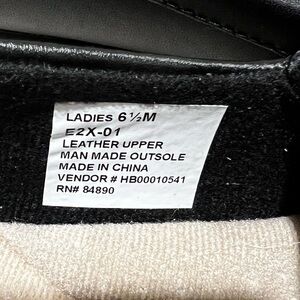 LADIES 6½M
E2X-01
LEATHER UPPER
MAN MADE OUTSOLE
MADE IN CHINA
VENDOR # HB00010541
RN# 84890